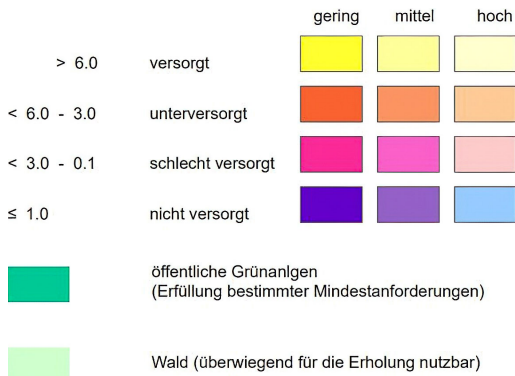 gering mittel hoch
> 6.0 versorgt
< 6.0 - 3.0 unterversorgt
< 3.0 - 0.1 schlecht versorgt
≤ 1.0 nicht versorgt
öffentliche Grünanlgen
(Erfüllung bestimmter Mindestanforderungen)
Wald (überwiegend für die Erholung nutzbar)